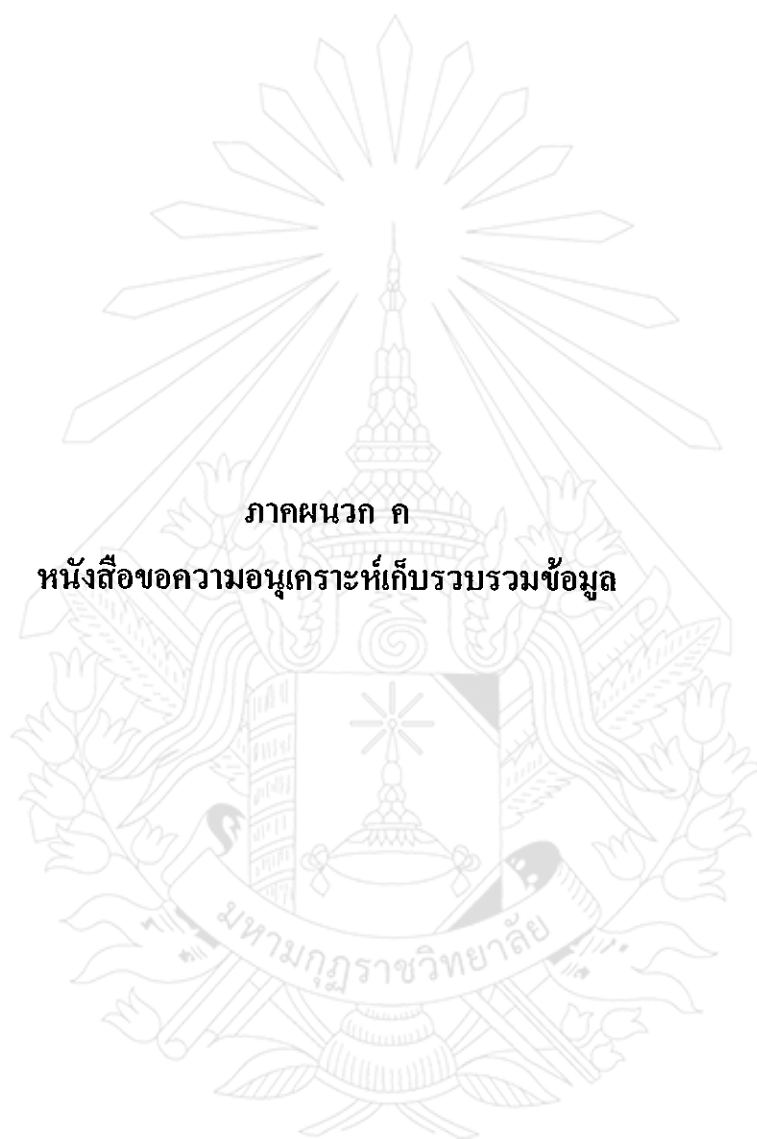 ภาคผนวก ค
หนังสือขอความอนุเคราะห์เก็บรวบรวมข้อมูล
มหามกุฏราชวิทยาลัย